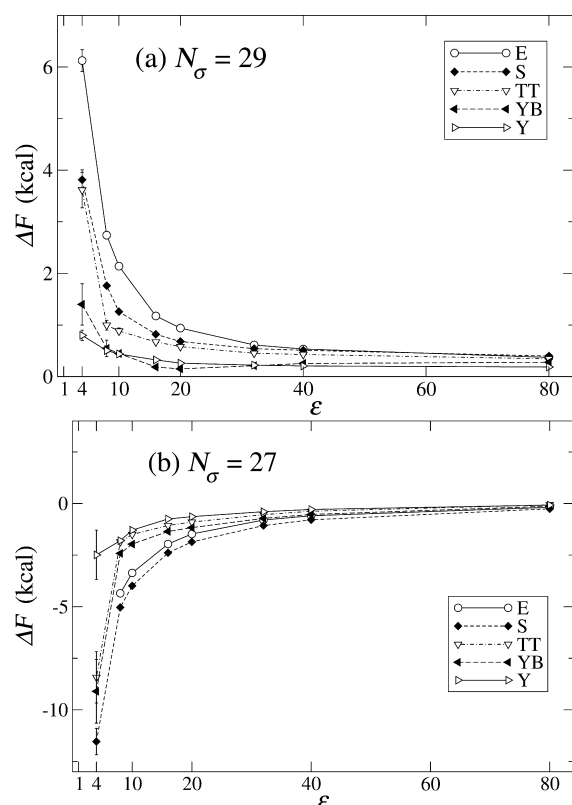 6
4
2
0
ΔF (kcal)
(a) Nσ = 29
E
S
TT
YB
Y
1 4 10 20 40 60 80
ε
0
-5
-10
ΔF (kcal)
(b) Nσ = 27
E
S
TT
YB
Y
1 4 10 20 40 60 80
ε